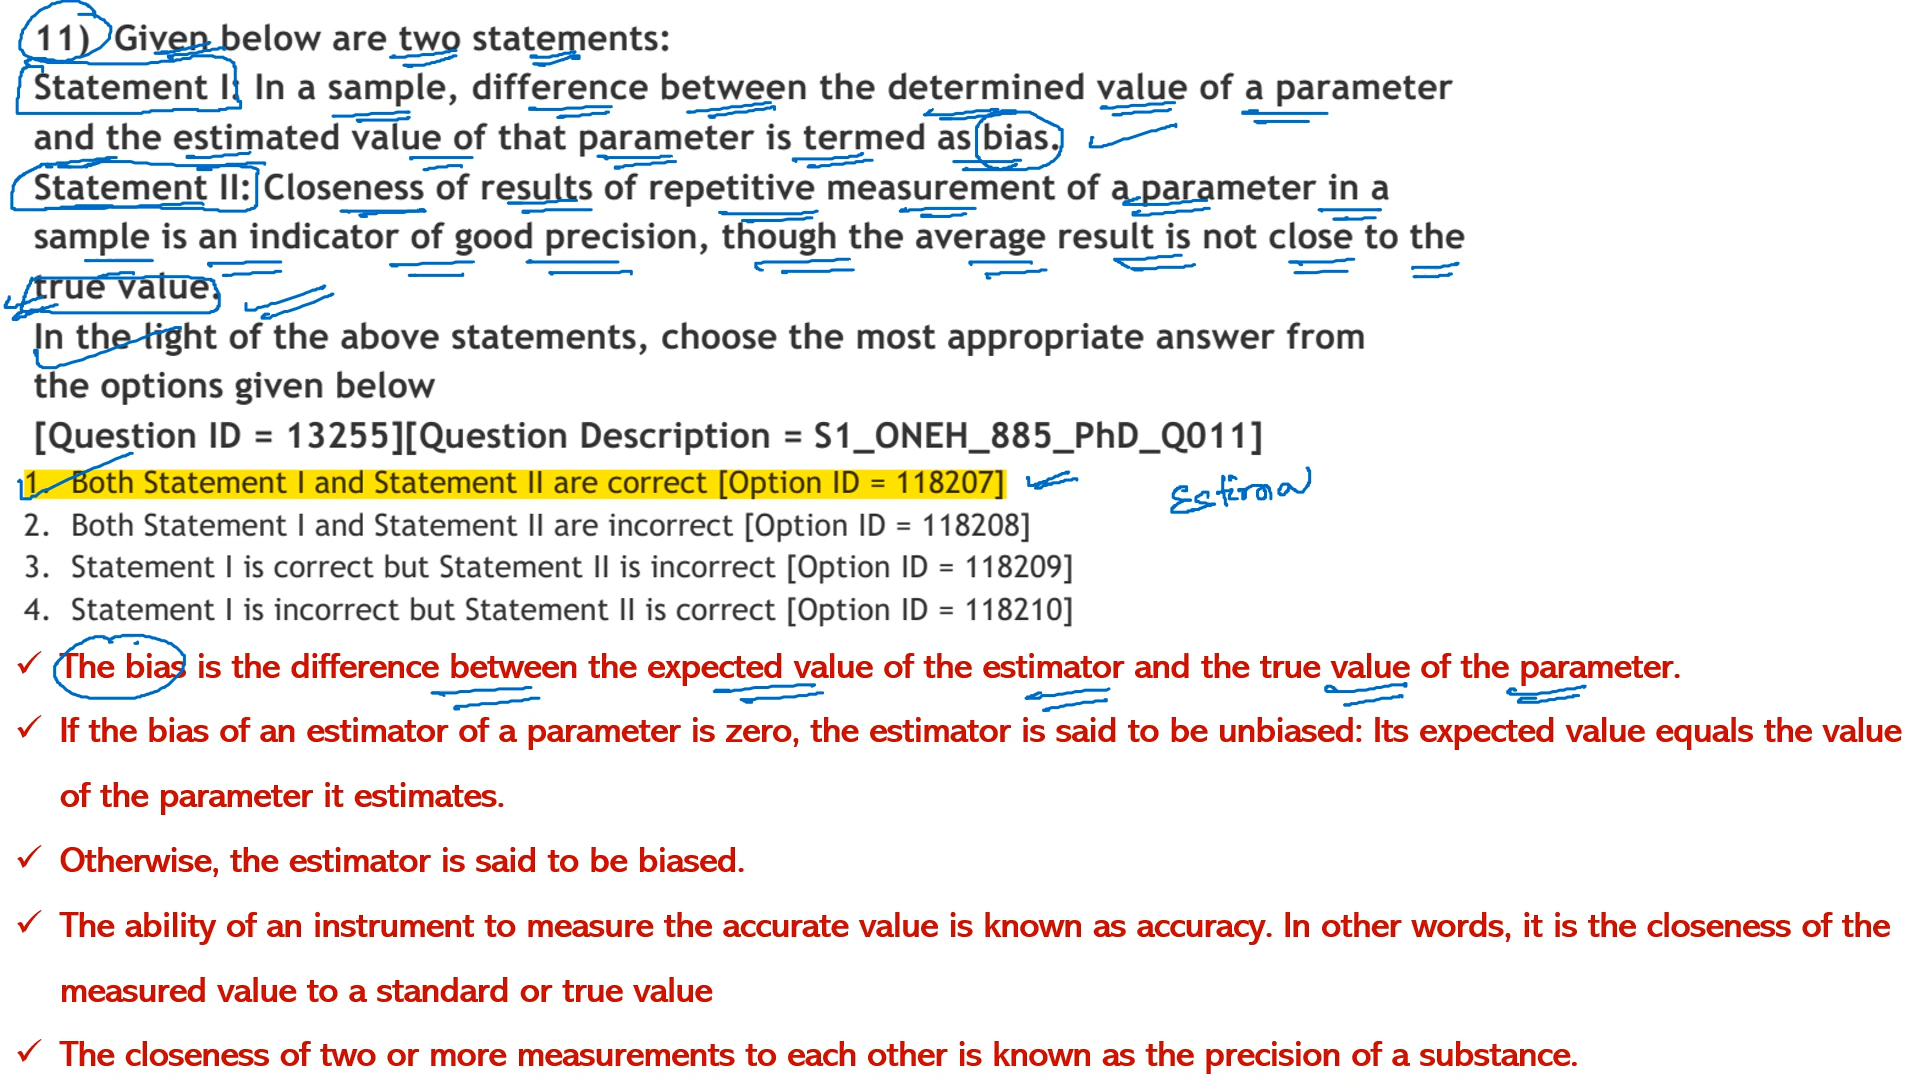 11) Given below are two statements:
Statement I: In a sample, difference between the determined value of a parameter
and the estimated value of that parameter is termed as bias.
Statement II: Closeness of results of repetitive measurement of a parameter in a
sample is an indicator of good precision, though the average result is not close to the
true value.
In the light of the above statements, choose the most appropriate answer from
the options given below
[Question ID = 13255][Question Description = S1_ONEH_885_PhD_Q011]
1. Both Statement I and Statement II are correct [Option ID = 118207]
2. Both Statement I and Statement II are incorrect [Option ID = 118208]
3. Statement I is correct but Statement II is incorrect [Option ID = 118209]
4. Statement I is incorrect but Statement II is correct [Option ID = 118210]
✓ The bias is the difference between the expected value of the estimator and the true value of the parameter.
✓ If the bias of an estimator of a parameter is zero, the estimator is said to be unbiased: Its expected value equals the value
of the parameter it estimates.
✓ Otherwise, the estimator is said to be biased.
✓ The ability of an instrument to measure the accurate value is known as accuracy. In other words, it is the closeness of the
measured value to a standard or true value
✓ The closeness of two or more measurements to each other is known as the precision of a substance.